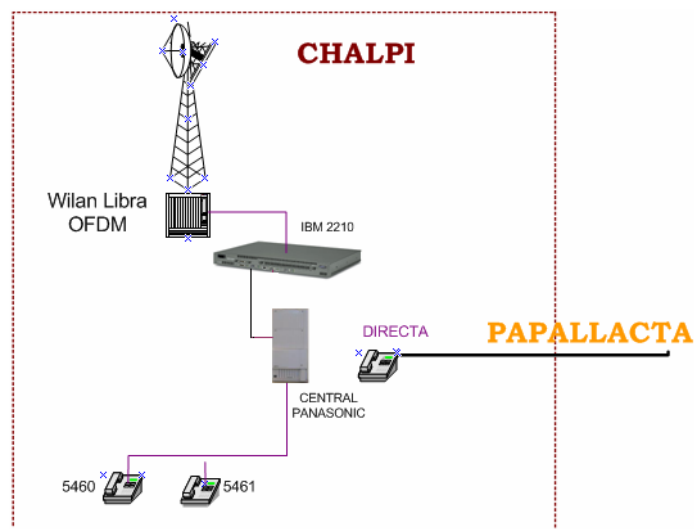 CHALPI
Wilan Libra
OFDM
IBM 2210
DIRECTA
PAPALLACTA
CENTRAL
PANASONIC
5460
5461